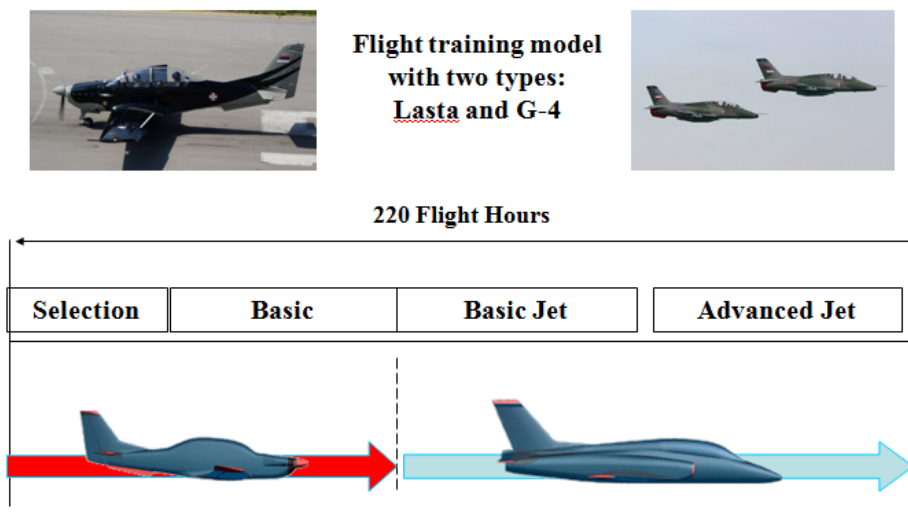 Flight training model
with two types:
Lasta and G-4
220 Flight Hours
Selection
Basic
Basic Jet
Advanced Jet